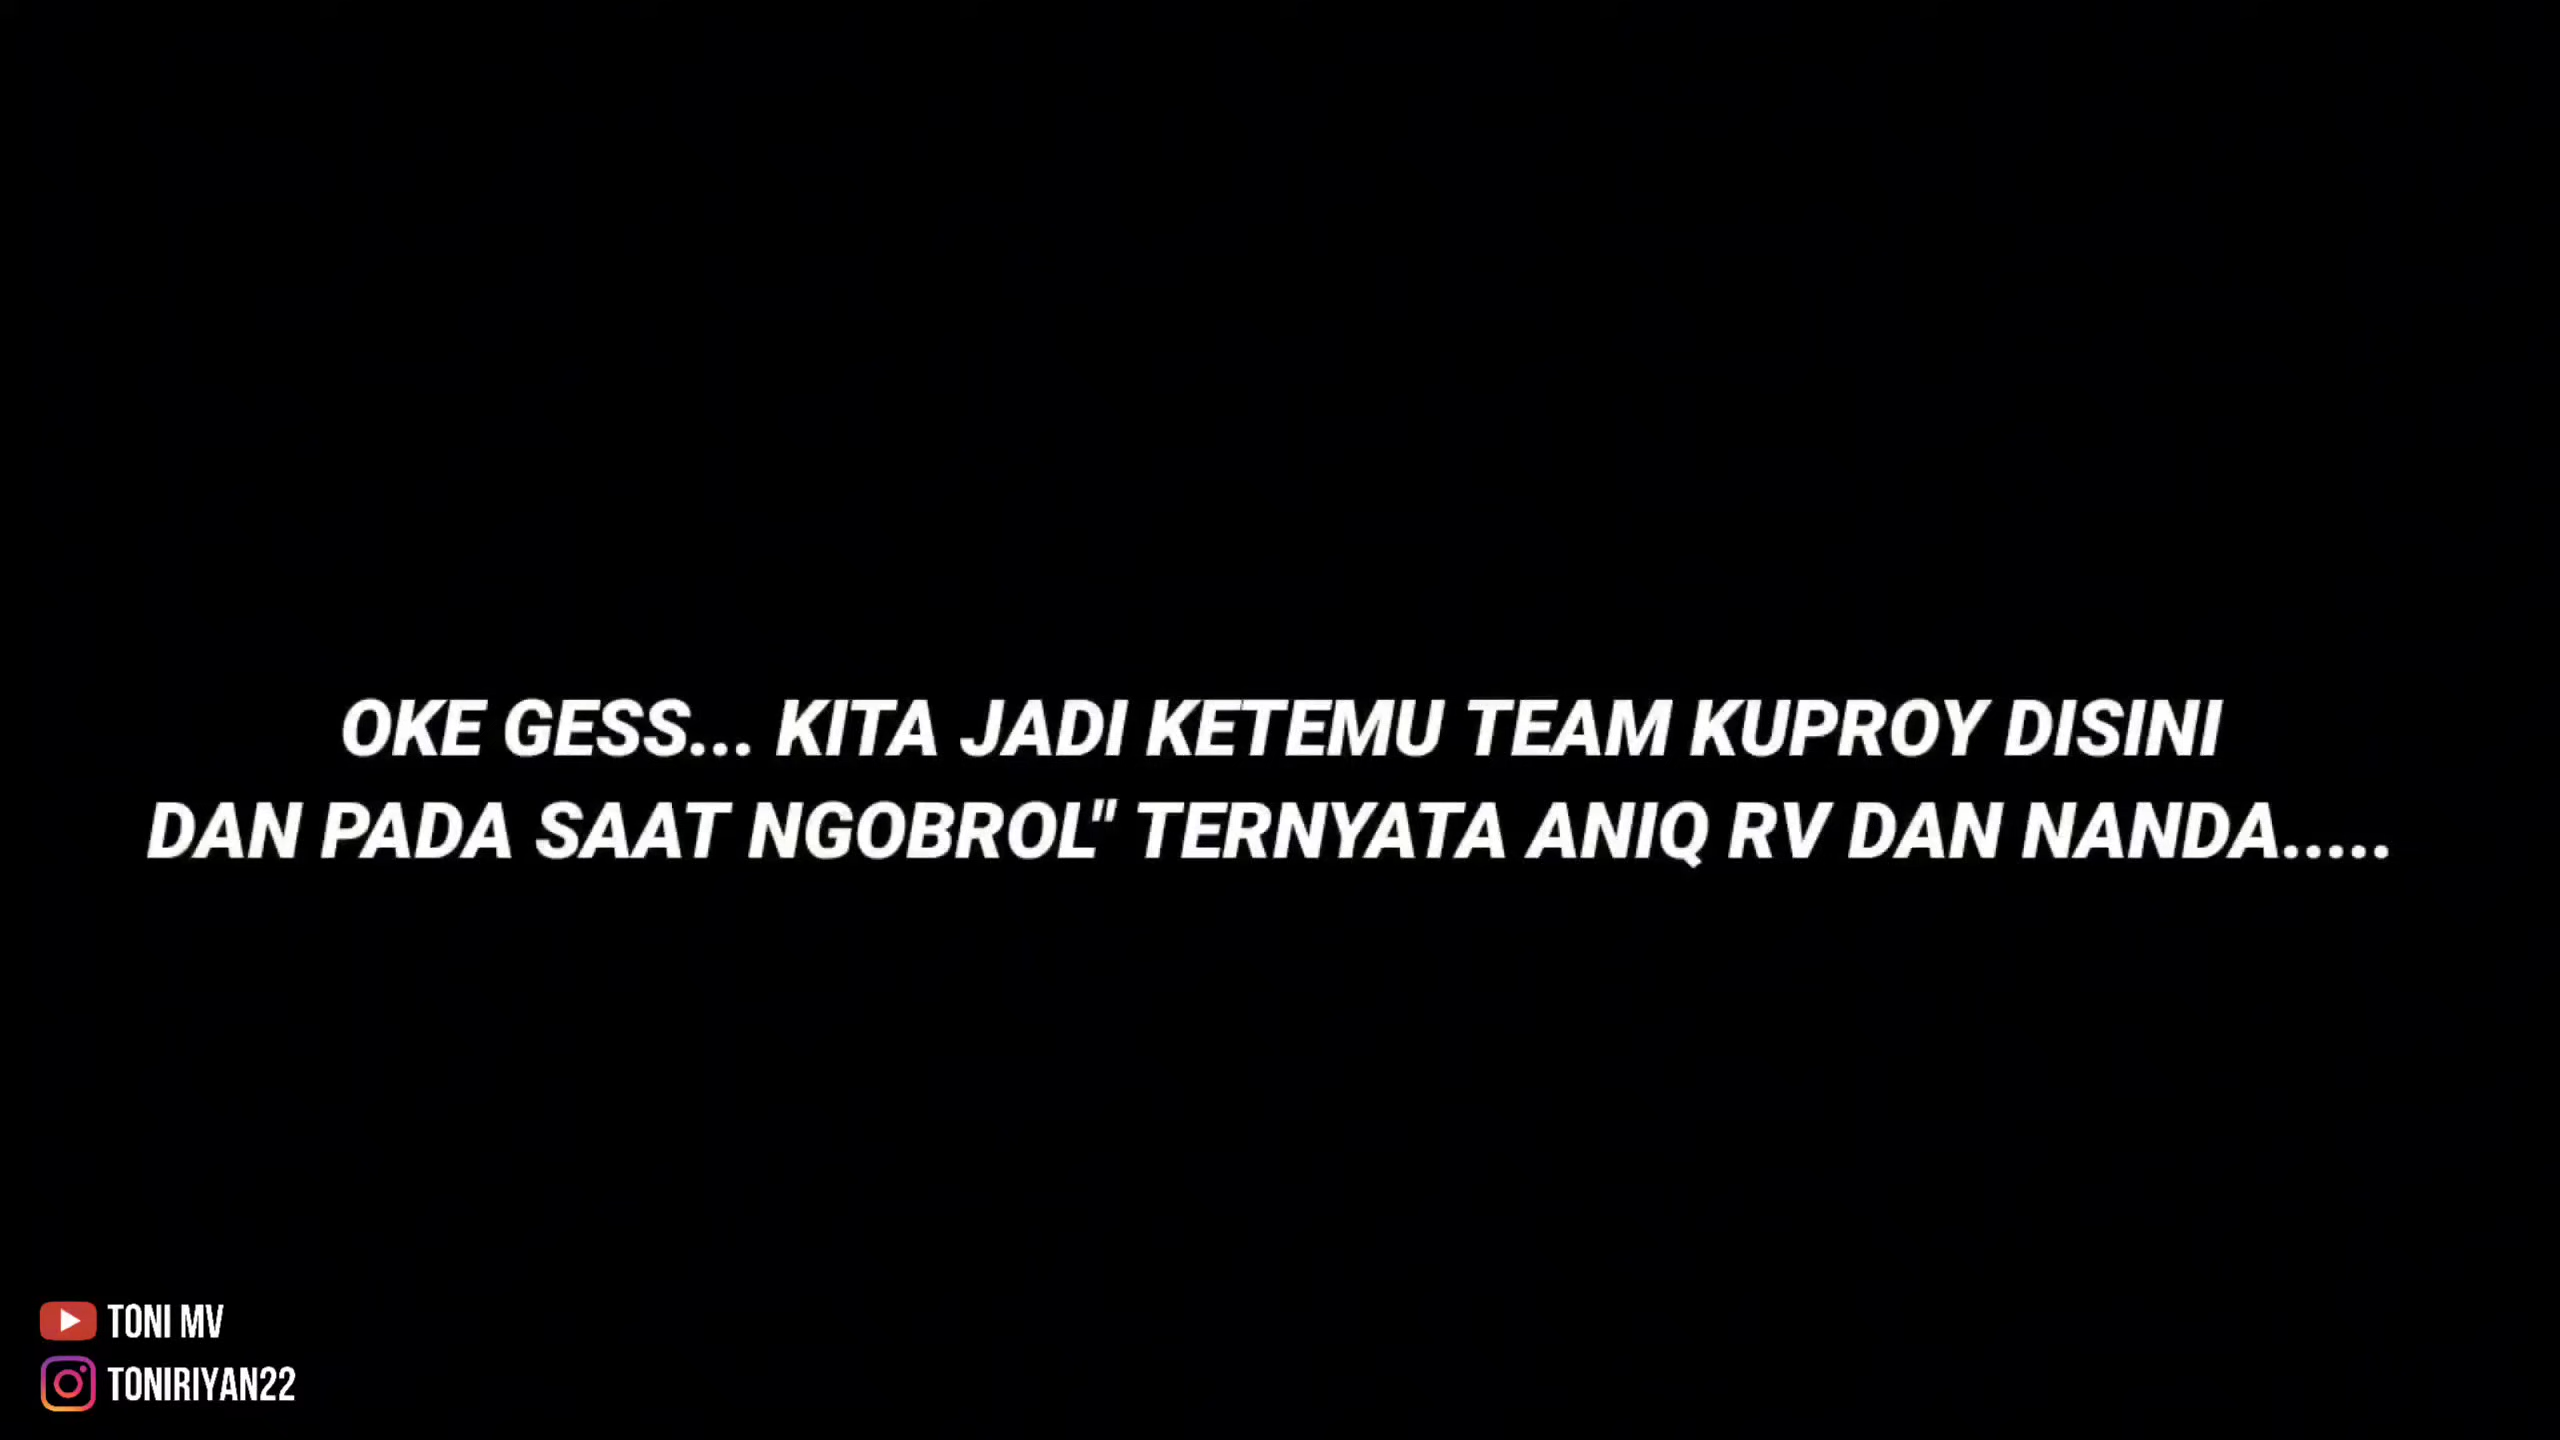 OKE GESS... KITA JADI KETEMU TEAM KUPROY DISINI
DAN PADA SAAT NGOBROL" TERNYATA ANIQ RV DAN NANDA.....
TONI MV
TONIRIYAN22